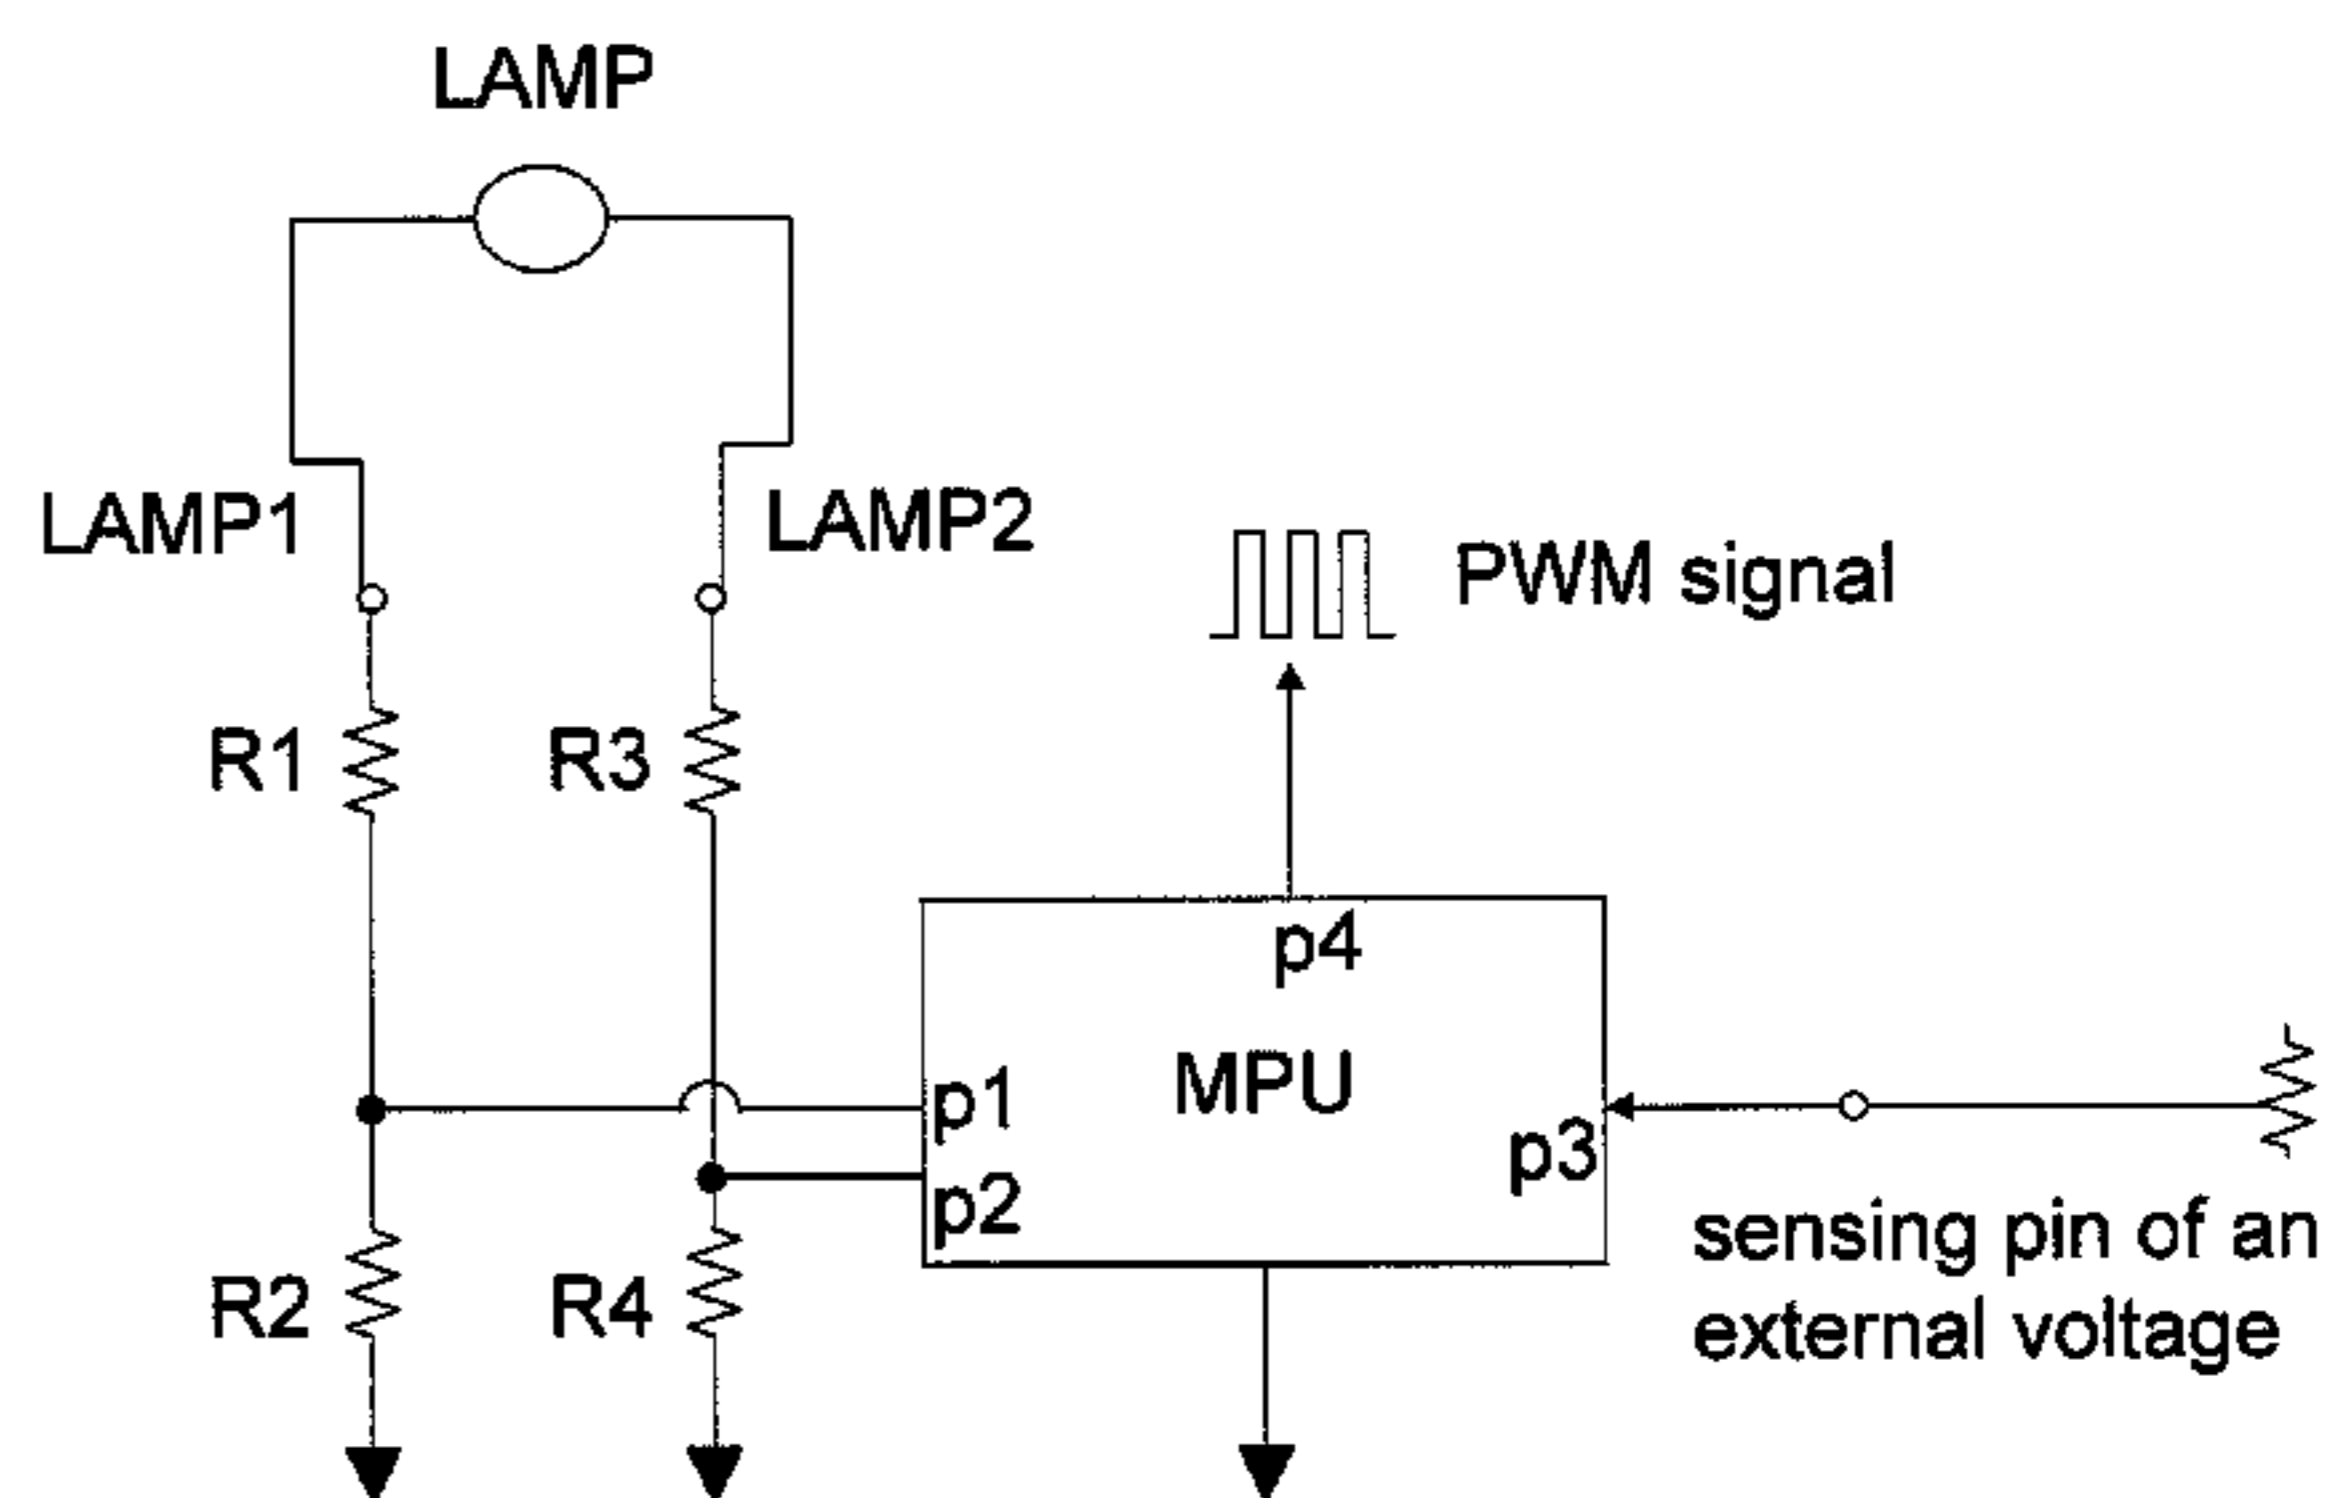 LAMP
LAMP1
LAMP2
PWM signal
R1
R3
p4
MPU
p1
p2
p3
R2
R4
sensing pin of an
external voltage